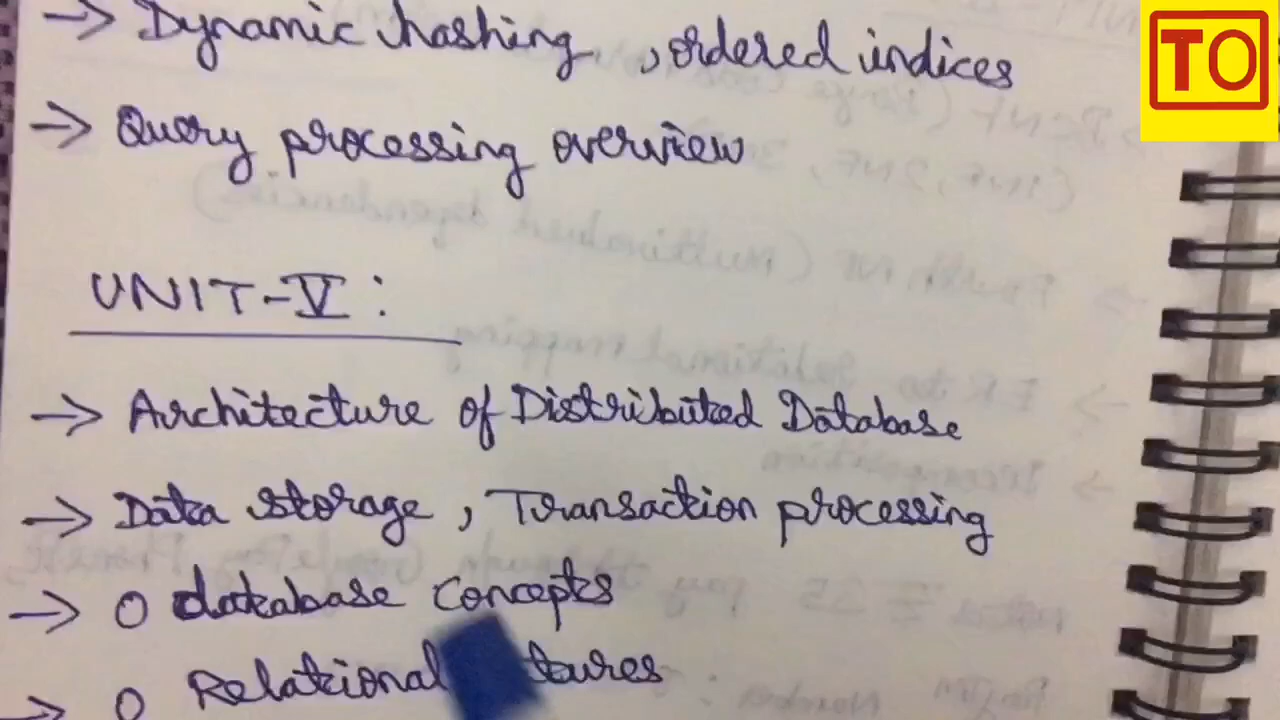 TO
→ Dynamic hashing , ordered indices
→ Query processing overview
UNIT-V :
→ Architecture of Distributed Database
→ Data storage , Transaction processing
→ O database concepts
→ O Relational